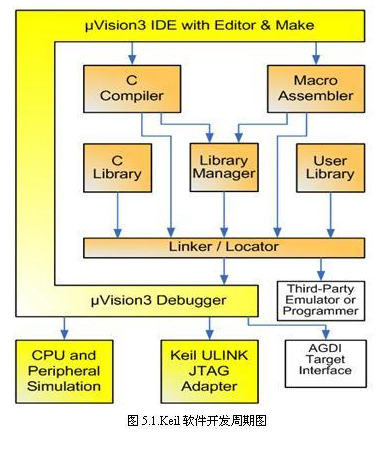 µVision3 IDE with Editor & Make
C
Compiler
Macro
Assembler
C
Library
Library
Manager
User
Library
Linker / Locator
Third-Party
Emulator or
Programmer
µVision3 Debugger
CPU and
Peripheral
Simulation
Keil ULINK
JTAG
Adapter
AGDI
Target
Interface
图 5.1.Keil 软件开发周期图